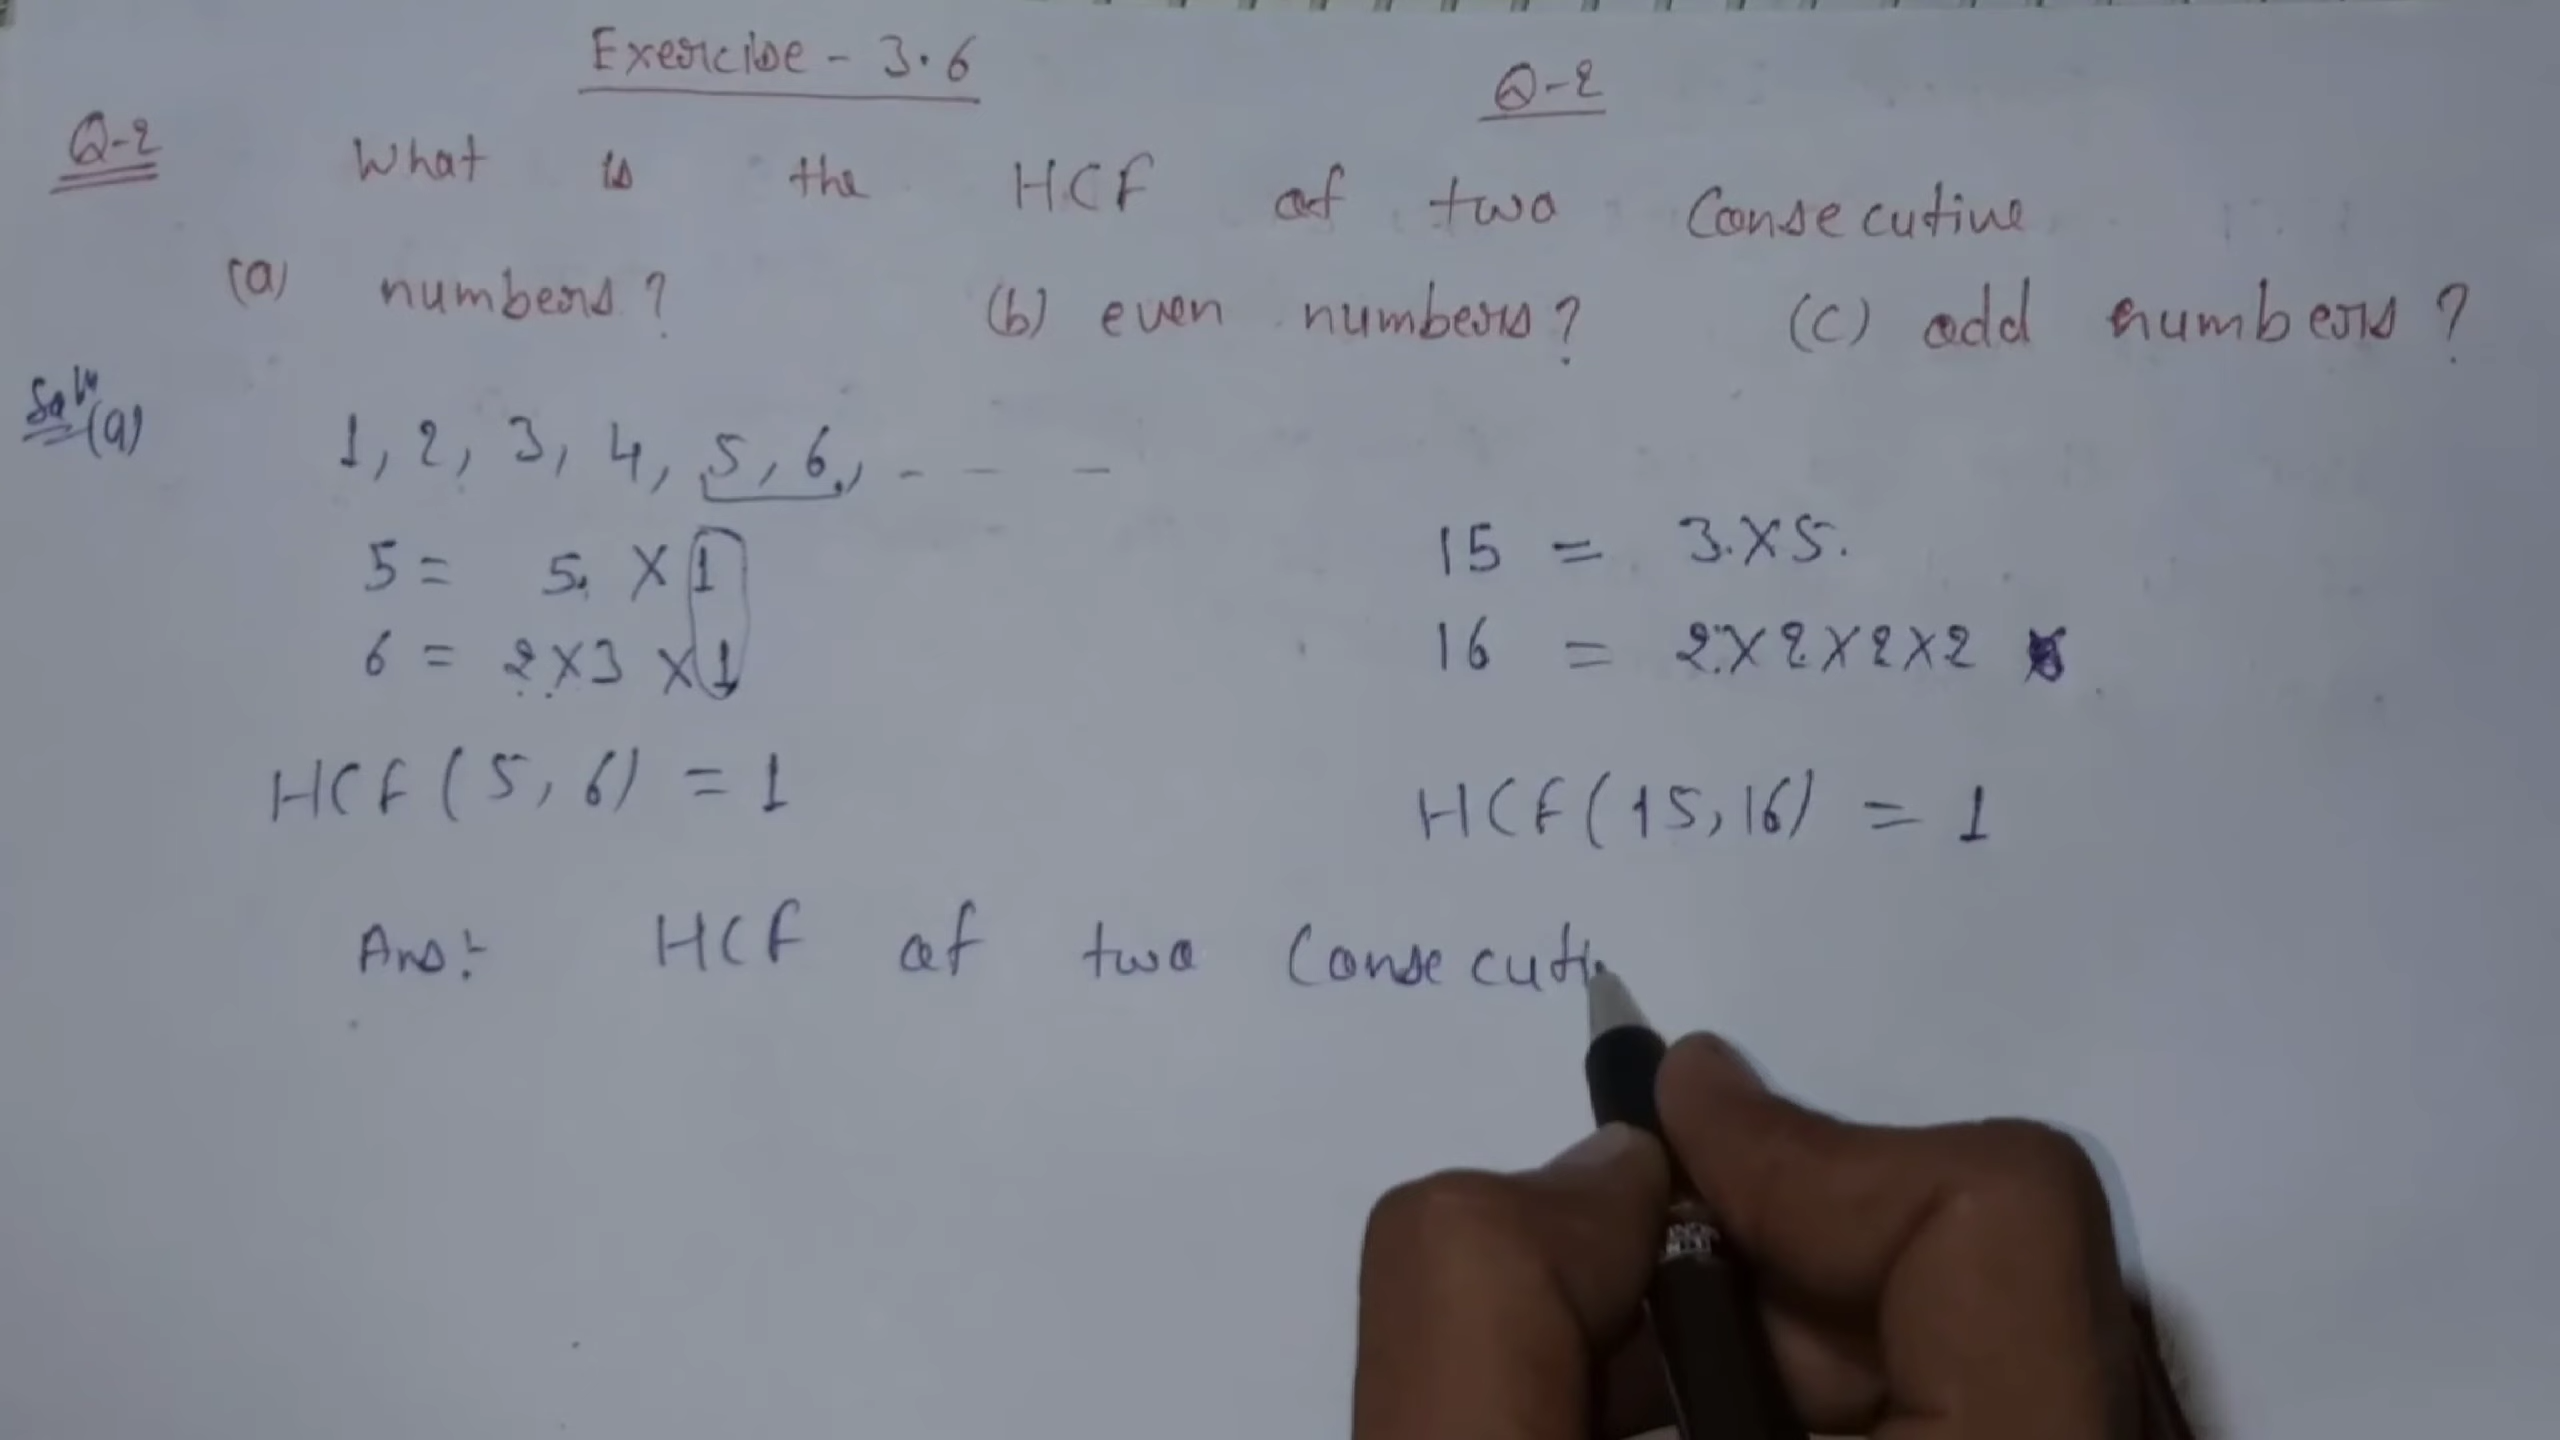 Exercise - 3.6
Q-2
Q-2 What is the HCF of two Consecutive
(a) numbers? (b) even numbers? (c) odd numbers?
Soln (a) 1, 2, 3, 4, 5, 6, - - -
5 = 5 × 1
15 = 3 × 5
6 = 2 × 3 × 1
16 = 2 × 2 × 2 × 2
HCF (5, 6) = 1
HCF (15, 16) = 1
Ans:- HCF of two Consecuti